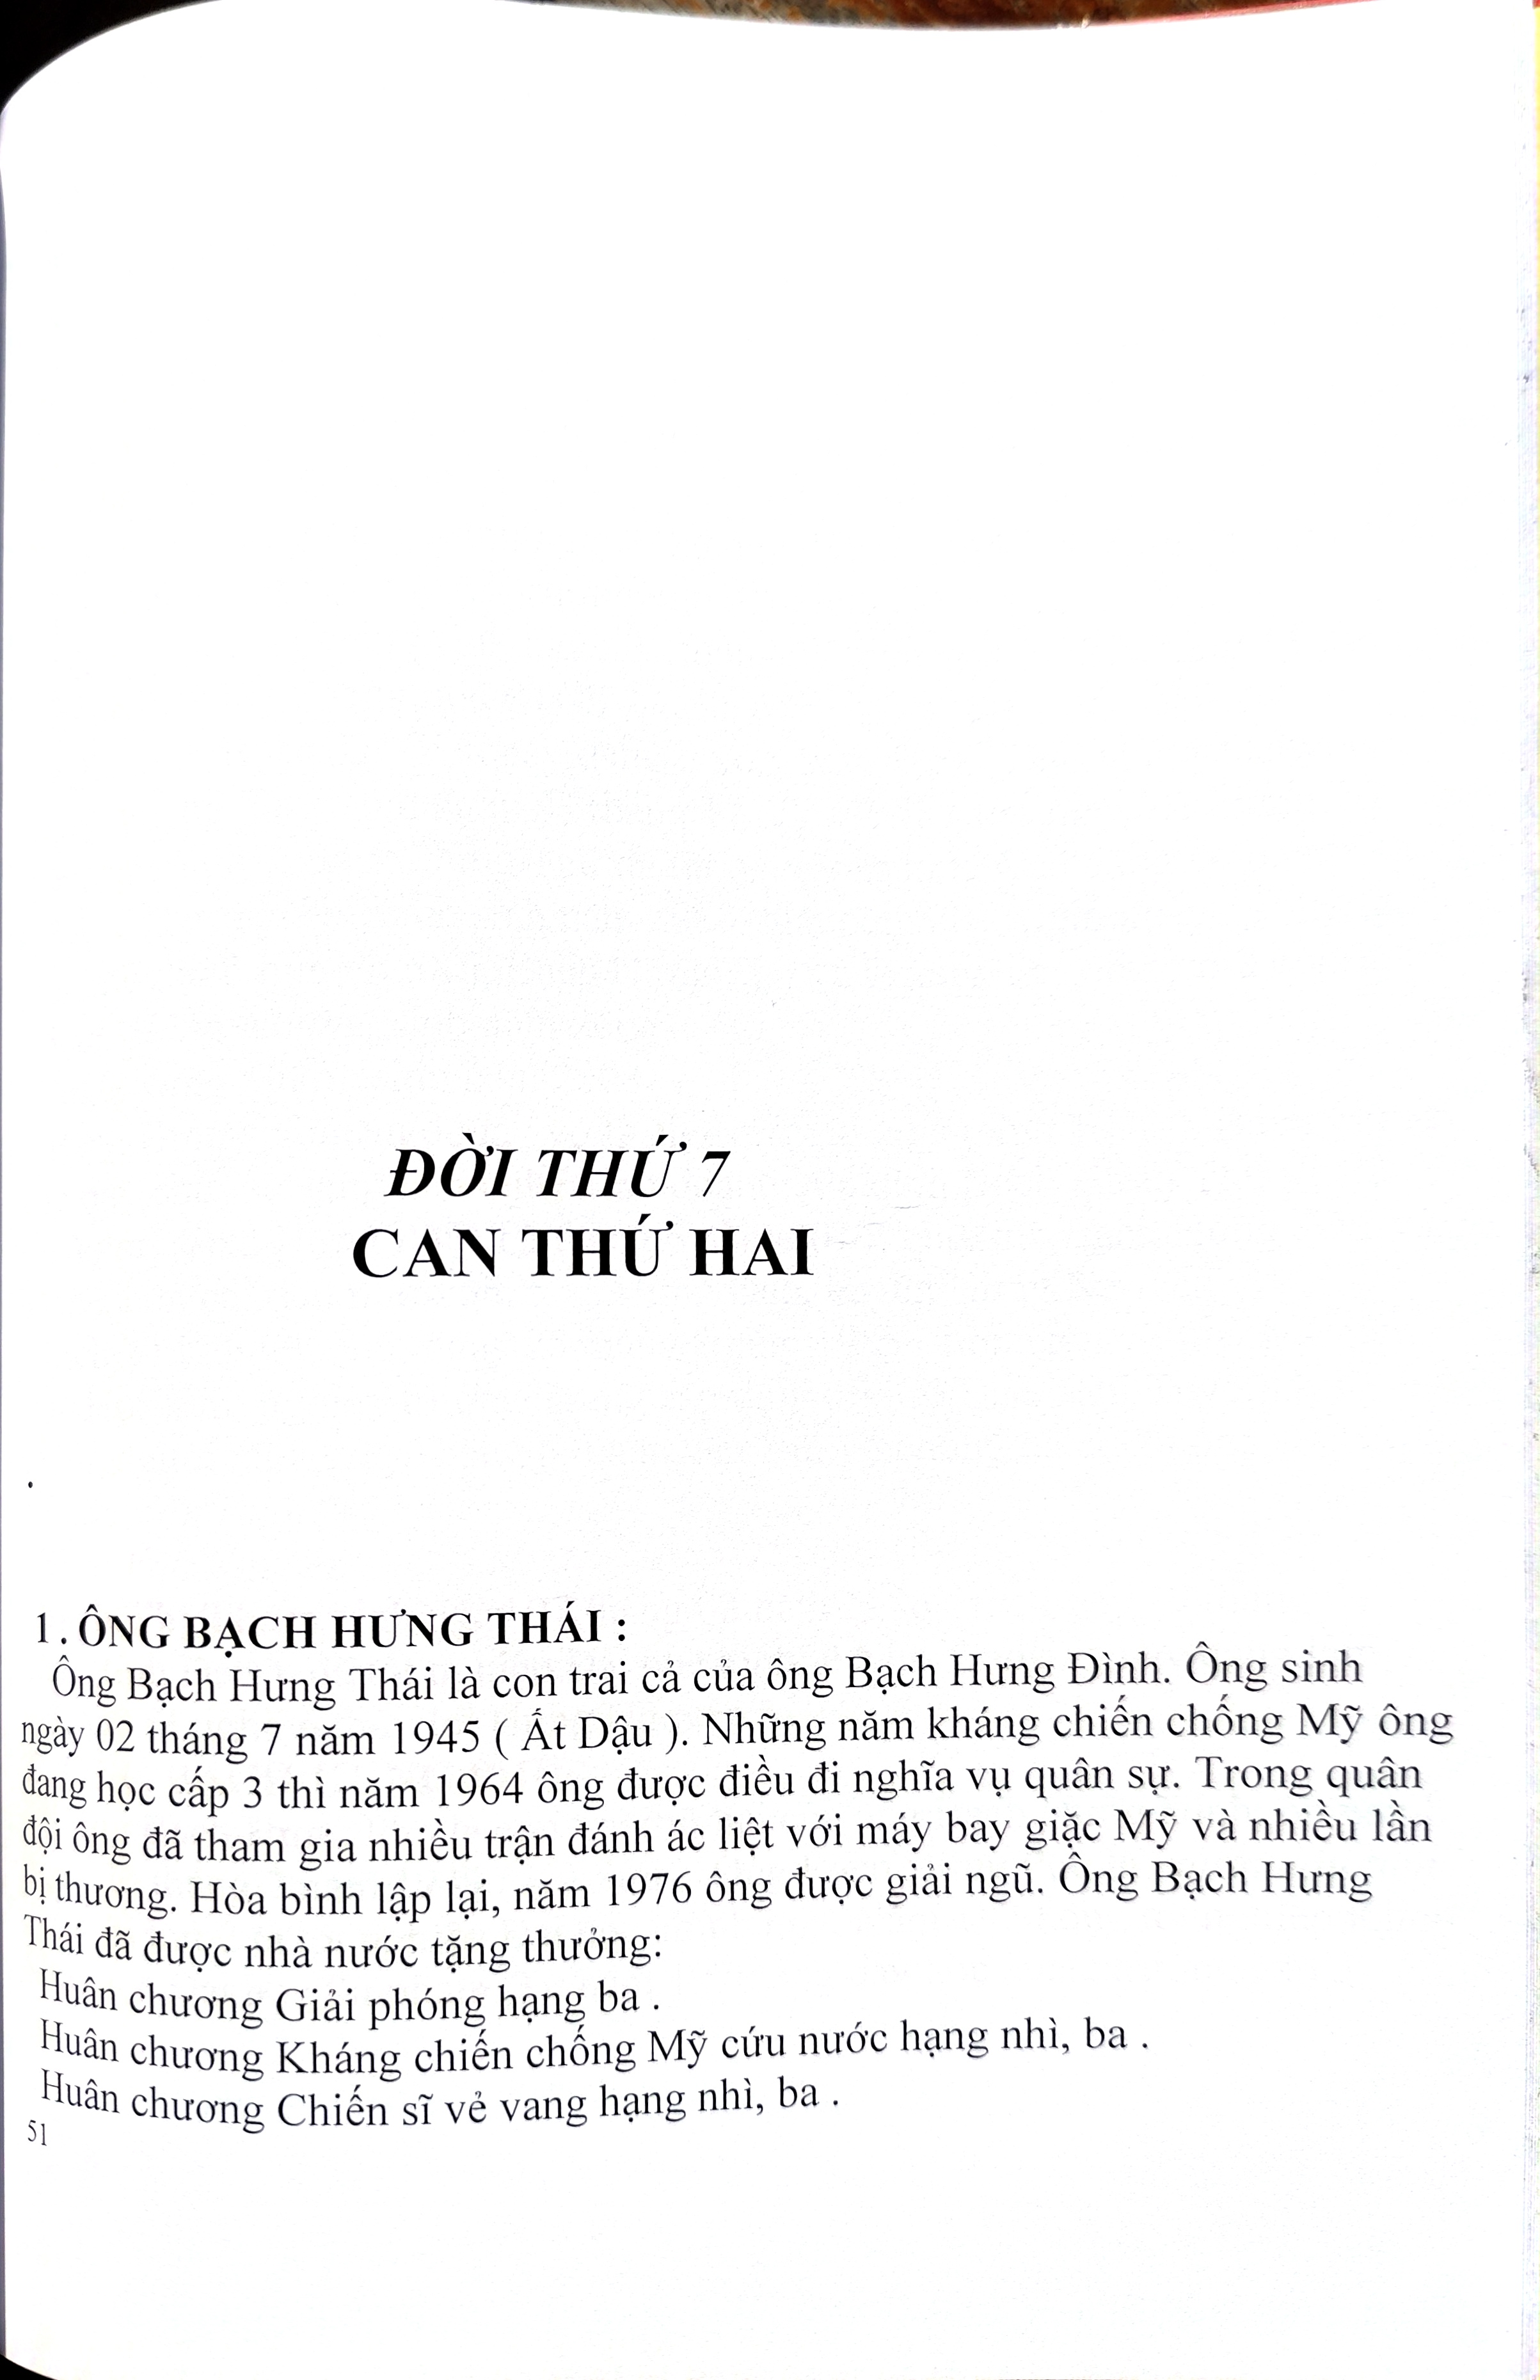 ĐỜI THỨ 7
CAN THỨ HAI
1. ÔNG BẠCH HƯNG THÁI :
Ông Bạch Hưng Thái là con trai cả của ông Bạch Hưng Đình. Ông sinh
ngày 02 tháng 7 năm 1945 ( Ất Dậu ). Những năm kháng chiến chống Mỹ ông
đang học cấp 3 thì năm 1964 ông được điều đi nghĩa vụ quân sự. Trong quân
đội ông đã tham gia nhiều trận đánh ác liệt với máy bay giặc Mỹ và nhiều lần
bị thương. Hòa bình lập lại, năm 1976 ông được giải ngũ. Ông Bạch Hưng
Thái đã được nhà nước tặng thưởng:
Huân chương Giải phóng hạng ba .
Huân chương Kháng chiến chống Mỹ cứu nước hạng nhì, ba .
Huân chương Chiến sĩ vẻ vang hạng nhì, ba .
51